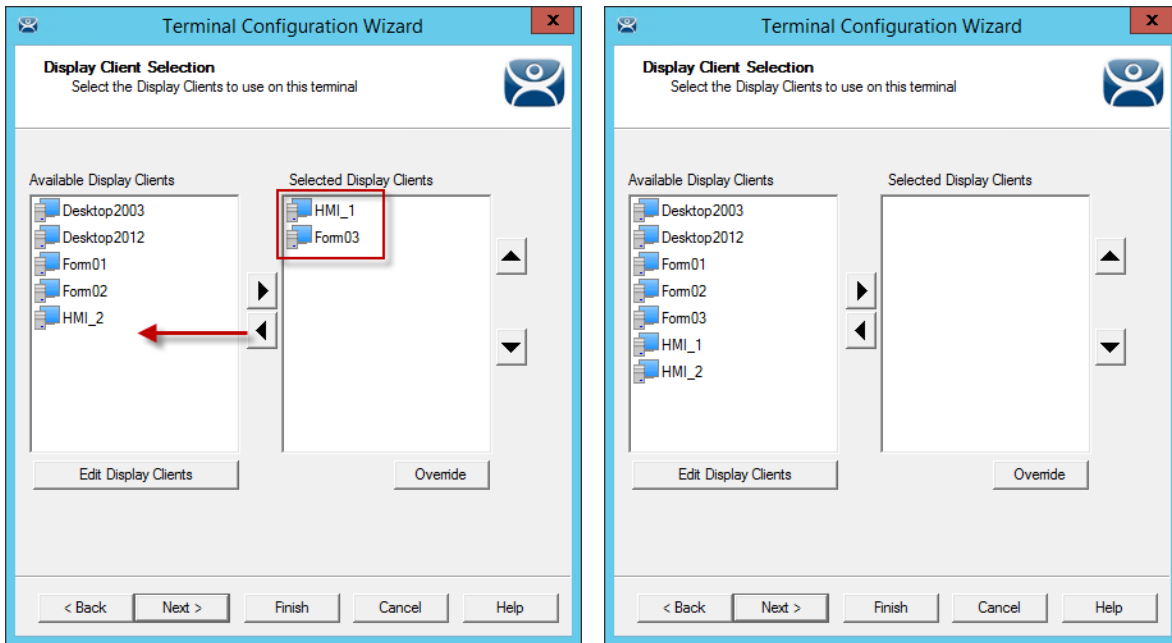 Terminal Configuration Wizard
x
Display Client Selection
Select the Display Clients to use on this terminal
Available Display Clients
Selected Display Clients
Desktop2003
Desktop2012
Form01
Form02
HMI_2
HMI_1
Form03
Edit Display Clients
Override
< Back
Next >
Finish
Cancel
Help
Terminal Configuration Wizard
x
Display Client Selection
Select the Display Clients to use on this terminal
Available Display Clients
Selected Display Clients
Desktop2003
Desktop2012
Form01
Form02
Form03
HMI_1
HMI_2
Edit Display Clients
Override
< Back
Next >
Finish
Cancel
Help